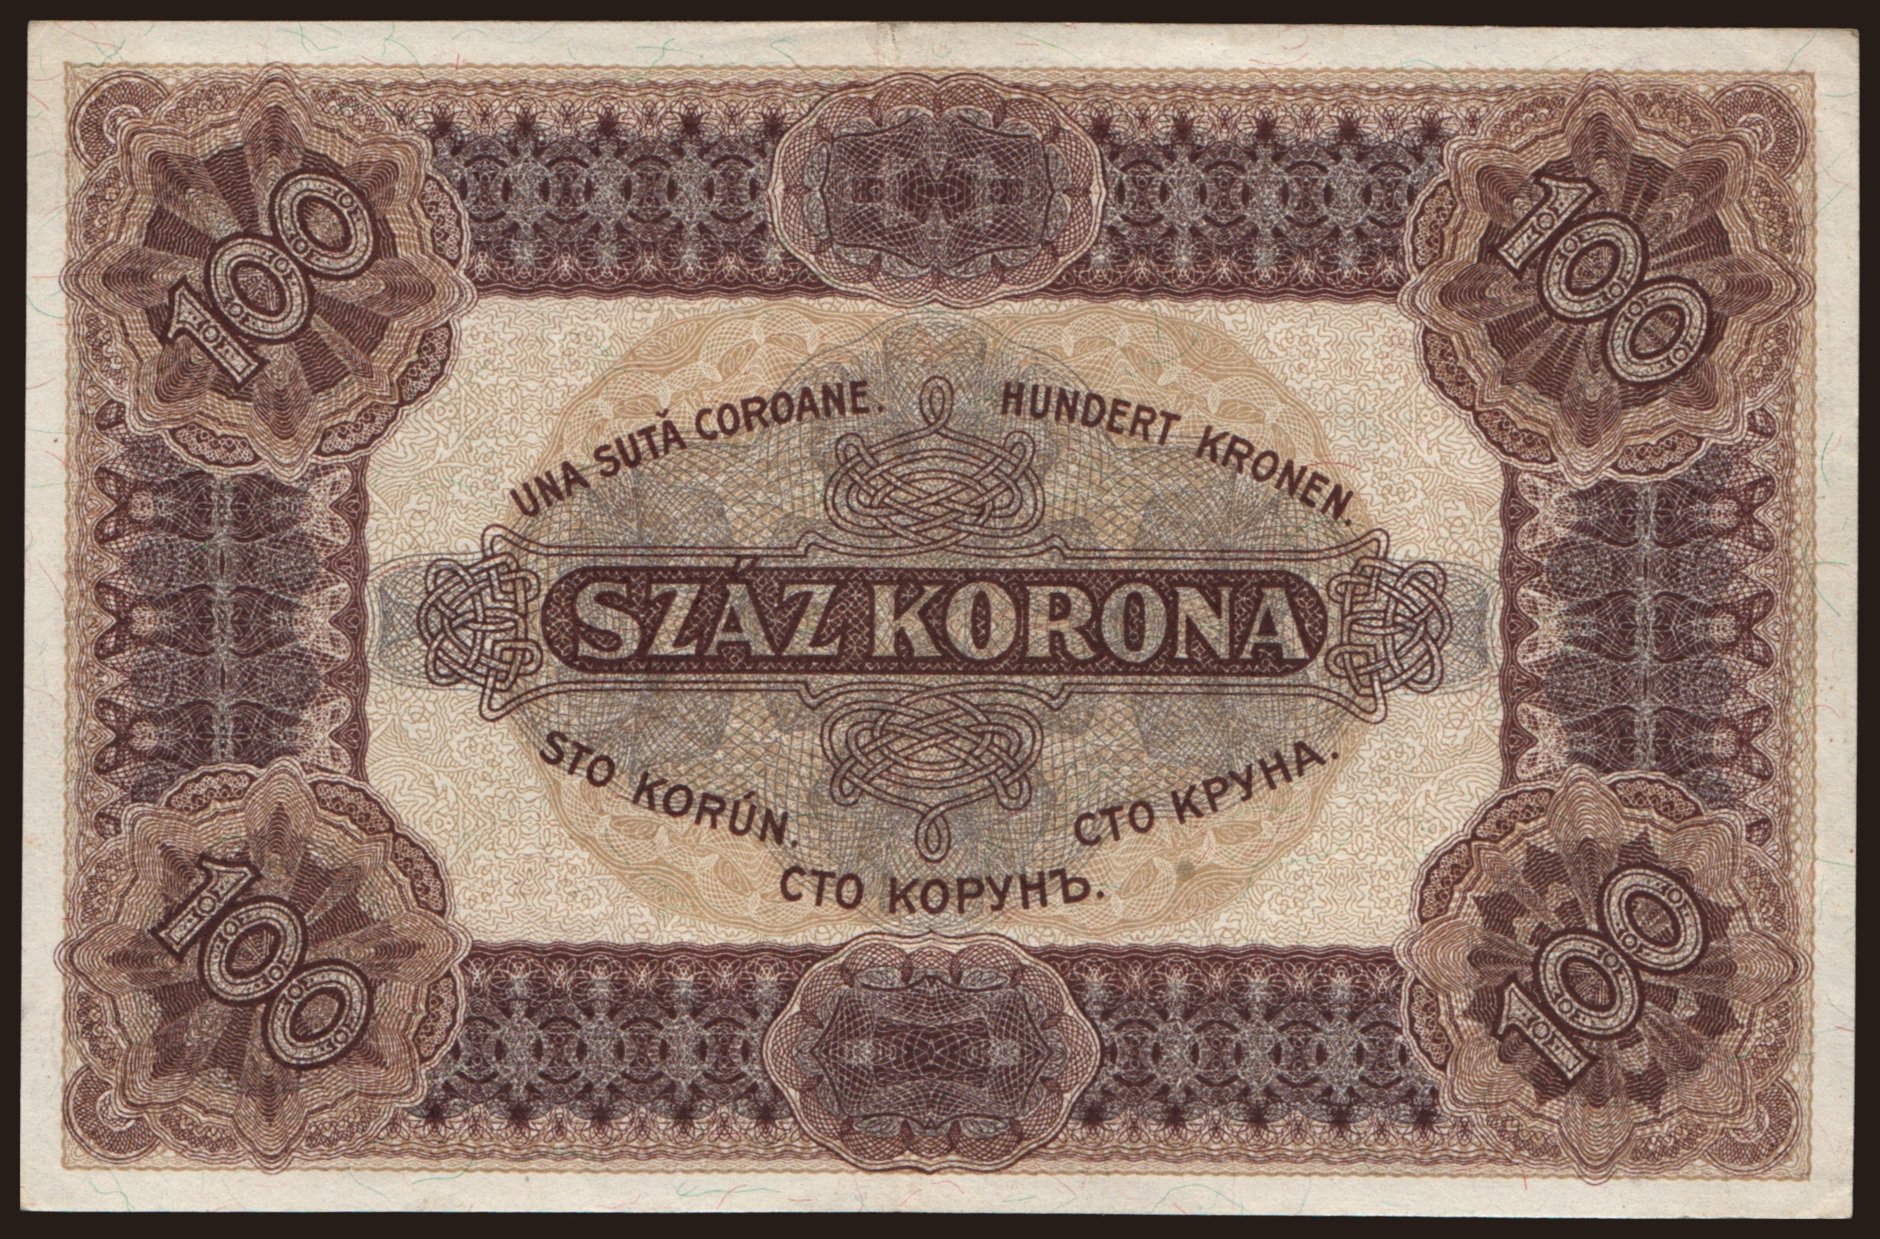 100
100
UNA SUTĂ COROANE.
HUNDERT KRONEN.
SZÁZ KORONA
STO KORÚN.
СТО КРУНА.
СТО КОРУНЪ.
100
100